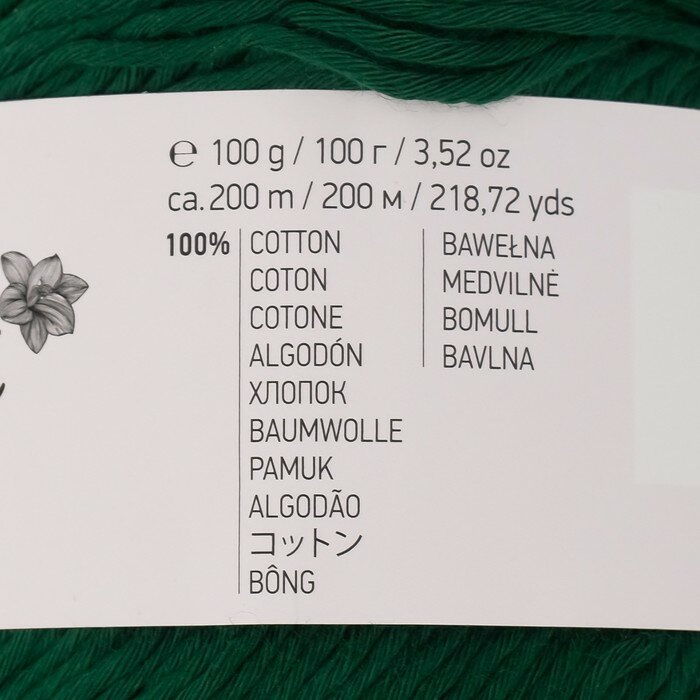 ℮ 100 g / 100 г / 3,52 oz
ca. 200 m / 200 м / 218,72 yds
100%
COTTON
COTON
COTONE
ALGODÓN
ХЛОПОК
BAUMWOLLE
PAMUK
ALGODÃO
コットン
BÔNG
BAWEŁNA
MEDVILNĖ
BOMULL
BAVLNA